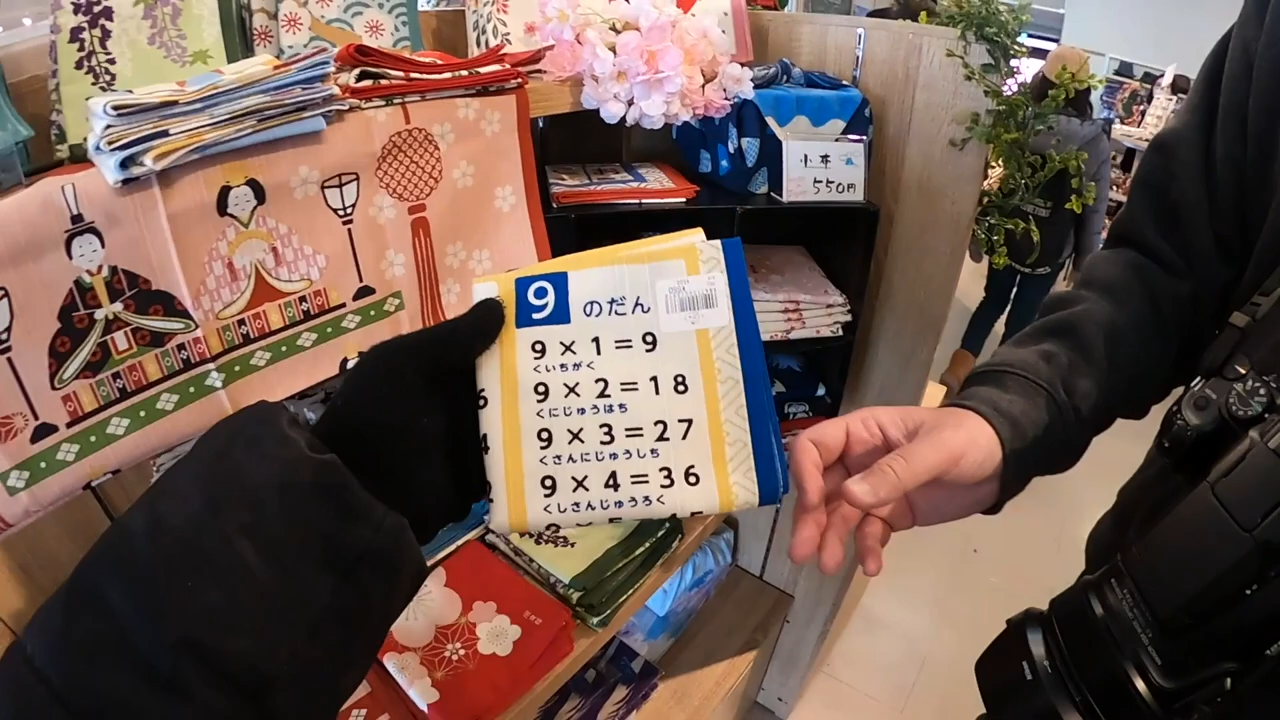 小布
550円
9 のだん
9 × 1 = 9
くいちがく
9 × 2 = 18
くにじゅうはち
9 × 3 = 27
くさんにじゅうしち
9 × 4 = 36
くしさんじゅうろく